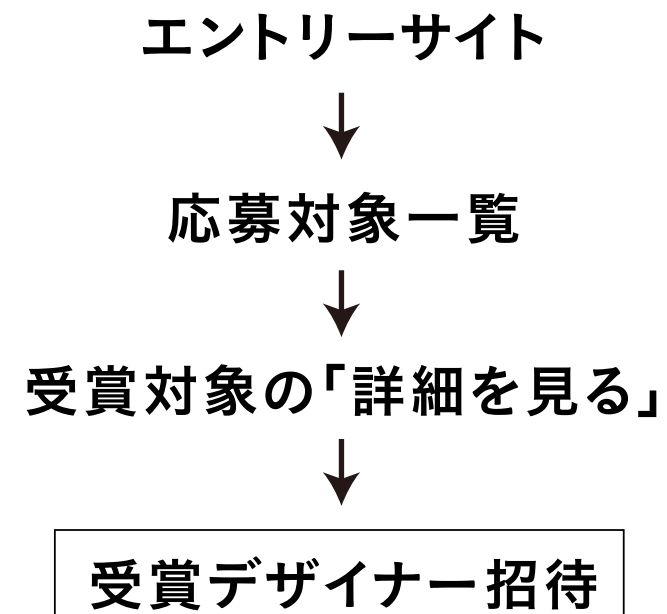 エントリーサイト
応募対象一覧
受賞対象の「詳細を見る」
受賞デザイナー招待